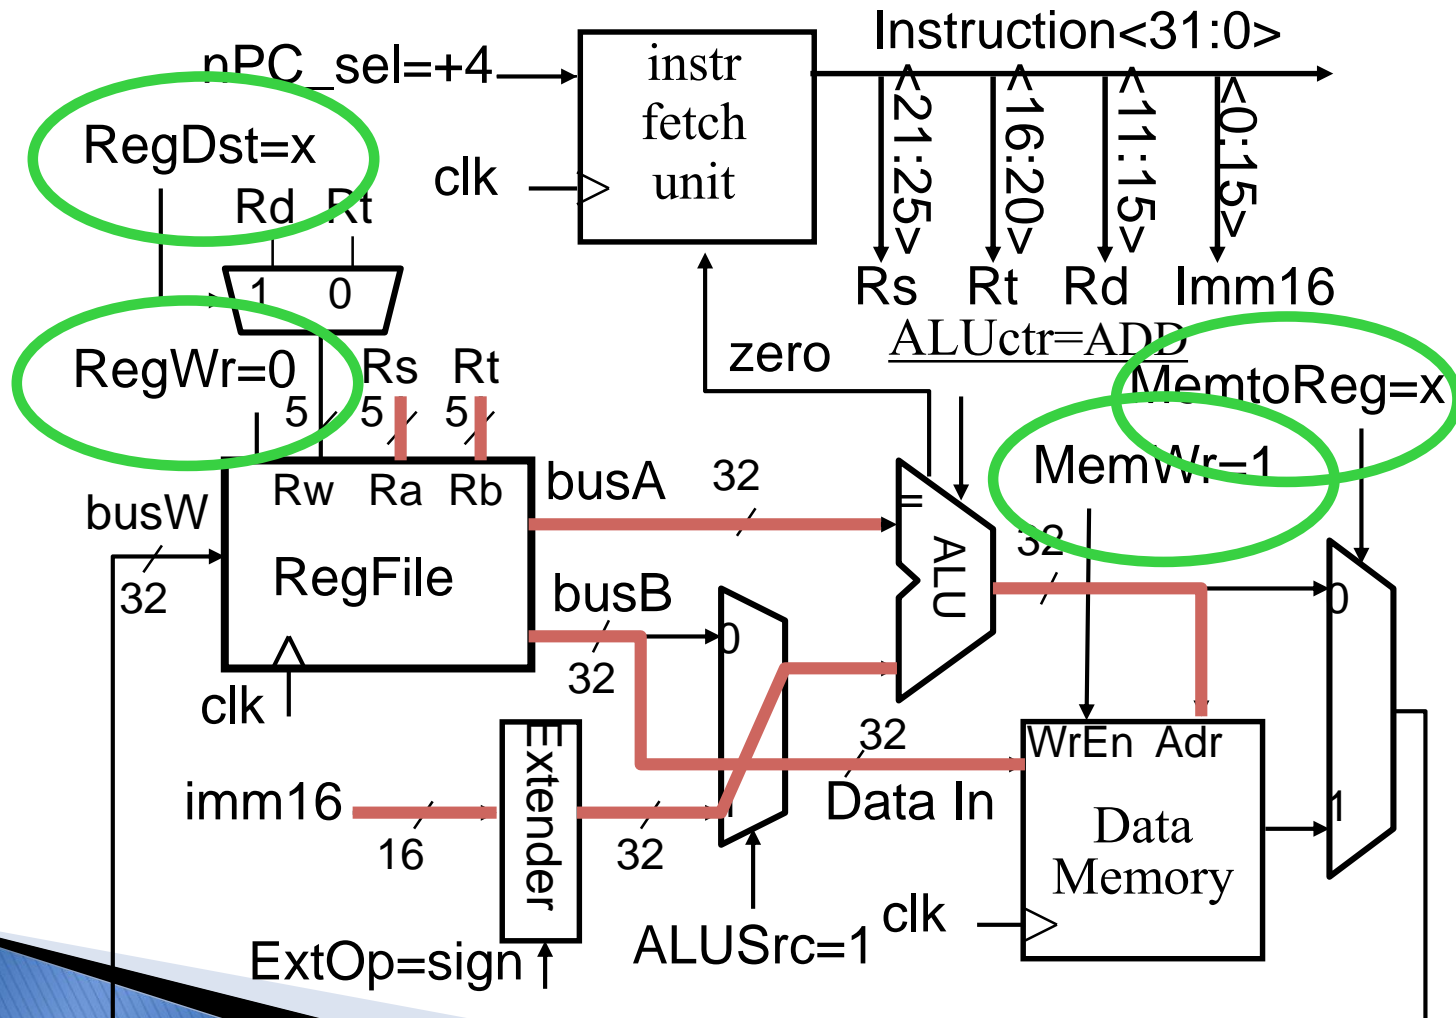 Instruction<31:0>
nPC_sel=+4
instr
fetch
unit
RegDst=x
clk
<21:25>
<16:20>
<11:15>
<0:15>
Rd Rt
1 0
Rs Rt Rd Imm16
ALUctr=ADD
zero
RegWr=0
Rs Rt
MemtoReg=x
5 5 5
MemWr=1
Rw Ra Rb
busA
32
=
busW
32
RegFile
ALU
32
busB
0
0
32
clk
32
WrEn Adr
Extender
imm16
Data In
1
1
16
32
Data
Memory
clk
ALUSrc=1
ExtOp=sign